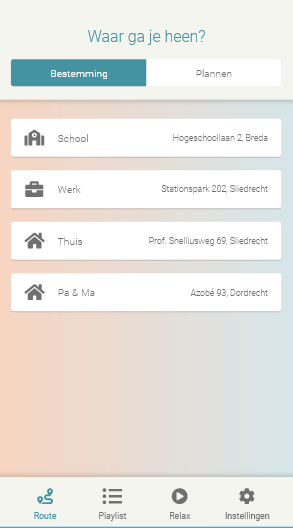 Waar ga je heen?
Bestemming Plannen
School Hogeschoollaan 2, Breda
Werk Stationspark 202, Sliedrecht
Thuis Prof. Snelliusweg 69, Sliedrecht
Pa & Ma Azobé 93, Dordrecht
Route Playlist Relax Instellingen